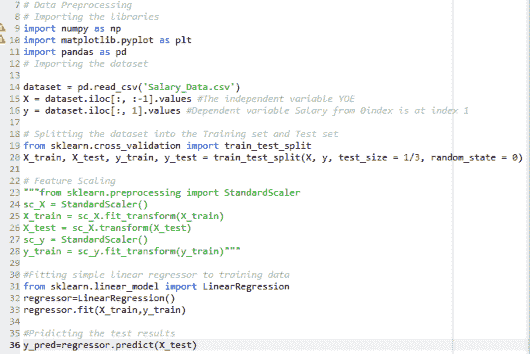 7 # Data Preprocessing
8 # Importing the libraries
9 import numpy as np
10 import matplotlib.pyplot as plt
11 import pandas as pd
12 # Importing the dataset
13
14 dataset = pd.read_csv('Salary_Data.csv')
15 X = dataset.iloc[:, :-1].values #The independent variable YOE
16 y = dataset.iloc[:, 1].values #Dependent variable Salary from 0index is at index 1
17
18 # Splitting the dataset into the Training set and Test set
19 from sklearn.cross_validation import train_test_split
20 X_train, X_test, y_train, y_test = train_test_split(X, y, test_size = 1/3, random_state = 0)
21
22 # Feature Scaling
23 """from sklearn.preprocessing import StandardScaler
24 sc_X = StandardScaler()
25 X_train = sc_X.fit_transform(X_train)
26 X_test = sc_X.transform(X_test)
27 sc_y = StandardScaler()
28 y_train = sc_y.fit_transform(y_train)"""
29
30 #Fitting simple linear regressor to training data
31 from sklearn.linear_model import LinearRegression
32 regressor=LinearRegression()
33 regressor.fit(X_train,y_train)
34
35 #Pridicting the test results
36 y_pred=regressor.predict(X_test)